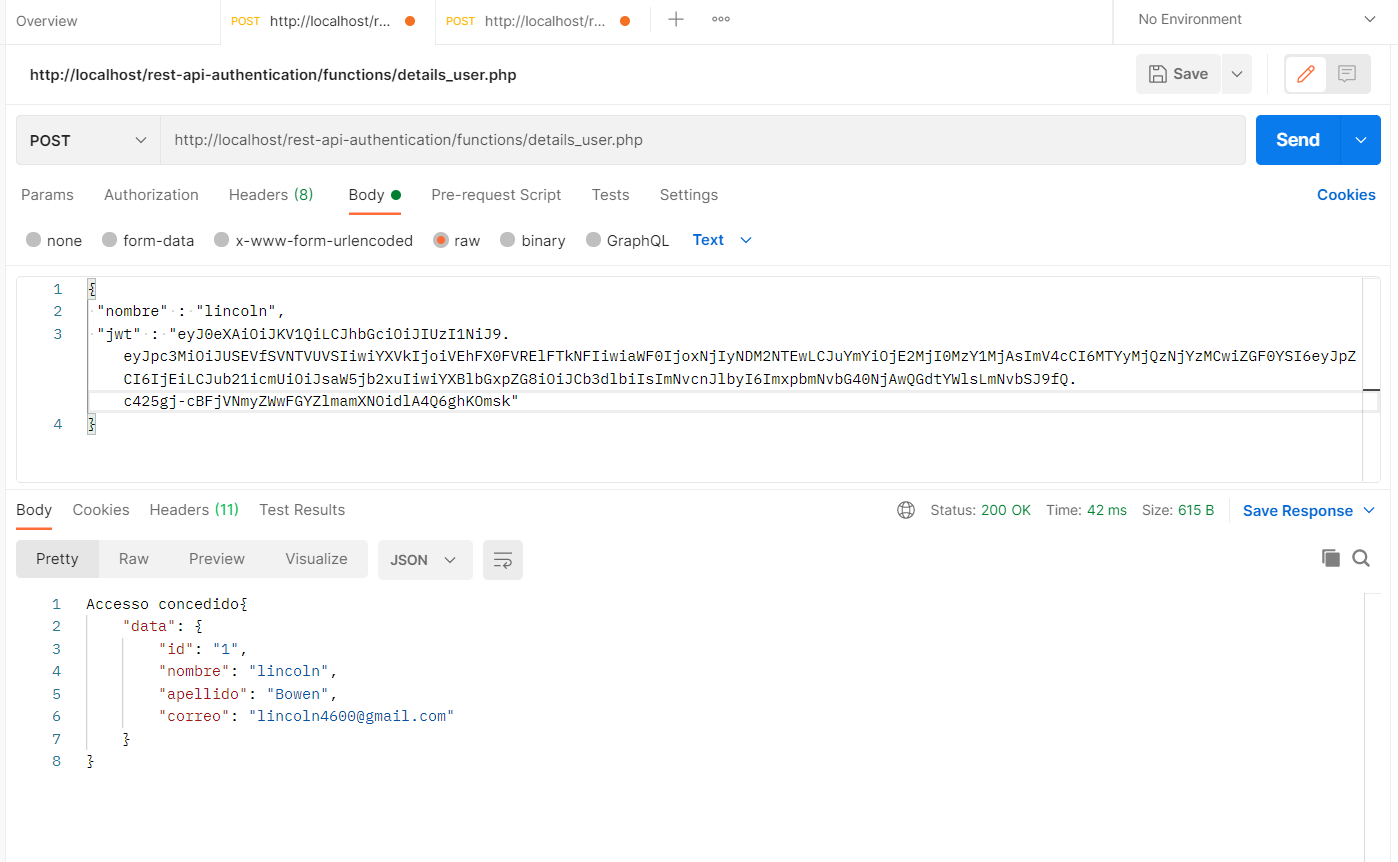 Overview
POST http://localhost/r...
POST http://localhost/r...
No Environment
http://localhost/rest-api-authentication/functions/details_user.php
Save
POST
http://localhost/rest-api-authentication/functions/details_user.php
Send
Params Authorization Headers (8) Body Pre-request Script Tests Settings Cookies
none form-data x-www-form-urlencoded raw binary GraphQL Text
1 {
2 "nombre" : "lincoln",
3 "jwt" : "eyJ0eXAiOiJKV1QiLCJhbGciOiJIUzI1NiJ9.
eyJpc3MiOiJUSEVfSVNTVUVSIiwiYXVkIjoiVEhFX0FVRElFTkNFIiwiaWF0IjoxNjIyNDM2NTEwLCJuYmYiOjE2MjI0MzY1MjAsImV4cCI6MTYyMjQzNjYzMCwiZGF0YSI6eyJpZ
CI6IjEiLCJub21icmUiOiJsaW5jb2xuIiwiYXBlbGxpZG8iOiJCb3dlbiIsImNvcnJlbyI6ImxpbmNvbG40NjAwQGdtYWlsLmNvbSJ9fQ.
c425gj-cBFjVNmyZWwFGYZlmamXNOidlA4Q6ghKOmsk"
4 }
Body Cookies Headers (11) Test Results
Status: 200 OK Time: 42 ms Size: 615 B Save Response
Pretty Raw Preview Visualize JSON
1 Accesso concedido{
2 "data": {
3 "id": "1",
4 "nombre": "lincoln",
5 "apellido": "Bowen",
6 "correo": "lincoln4600@gmail.com"
7 }
8 }